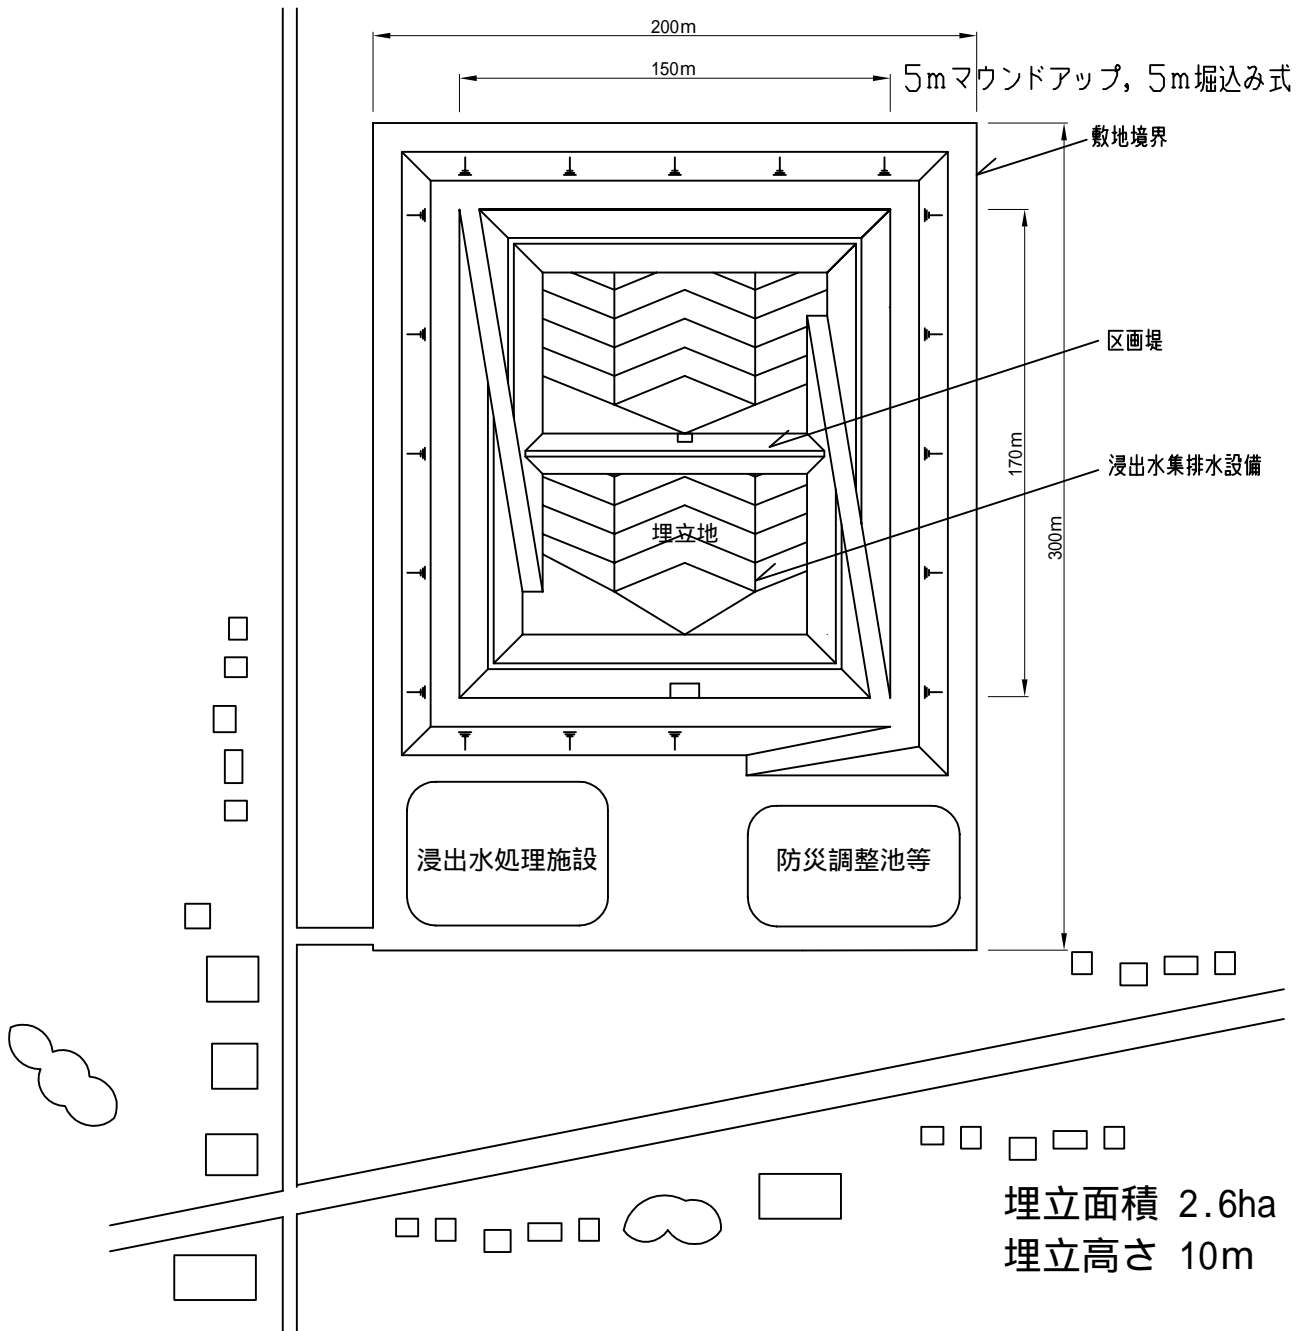 200m
150m
5mマウンドアップ, 5m堀込み式
敷地境界
区画堤
170m
浸出水集排水設備
埋立地
300m
浸出水処理施設
防災調整池等
埋立面積 2.6ha
埋立高さ 10m